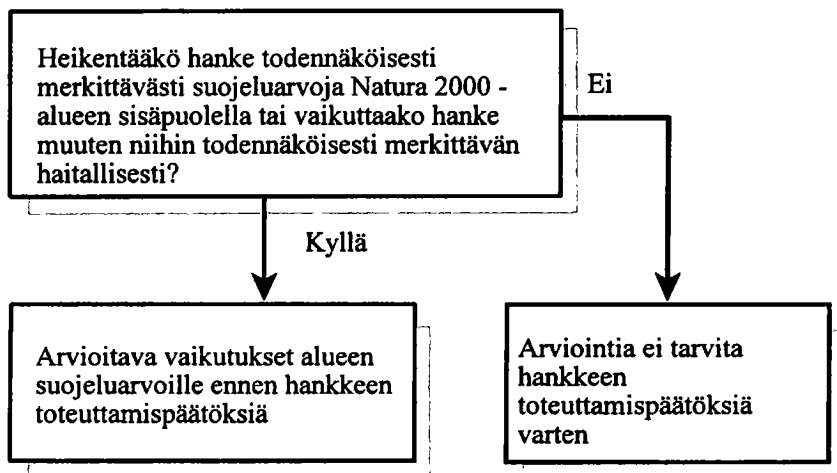 Heikentääkö hanke todennäköisesti
merkittävästi suojeluarvoja Natura 2000 -
alueen sisäpuolella tai vaikuttaako hanke
muuten niihin todennäköisesti merkittävän
haitallisesti?
Ei
Kyllä
Arvioitava vaikutukset alueen
suojeluarvoille ennen hankkeen
toteuttamispäätöksiä
Arviointia ei tarvita
hankkeen
toteuttamispäätöksiä
varten